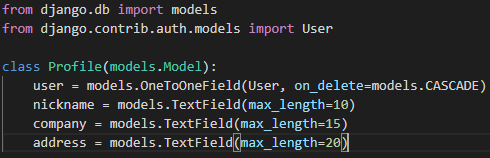 from django.db import models
from django.contrib.auth.models import User

class Profile(models.Model):
    user = models.OneToOneField(User, on_delete=models.CASCADE)
    nickname = models.TextField(max_length=10)
    company = models.TextField(max_length=15)
    address = models.TextField(max_length=20)